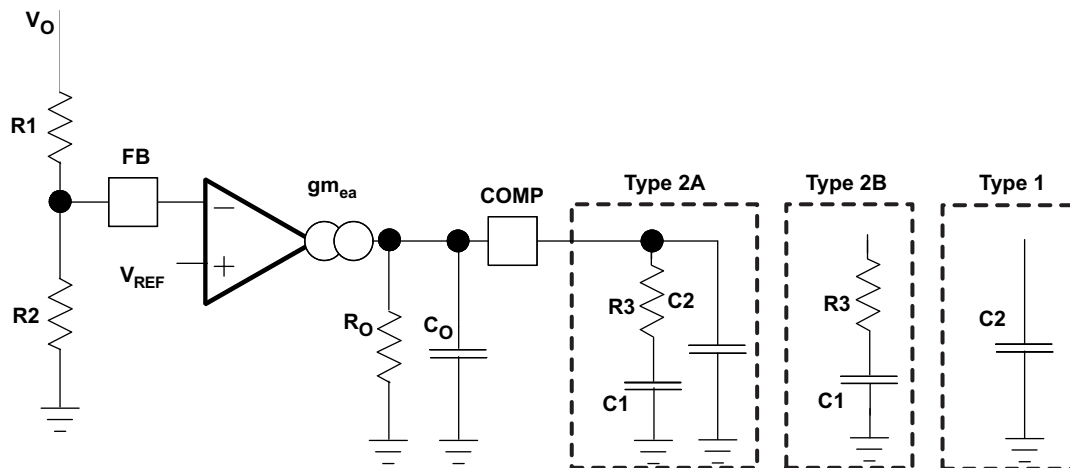 VO
R1
FB
gmea
COMP
Type 2A
Type 2B
Type 1
VREF
R2
RO
CO
R3
C2
C1
R3
C1
C2